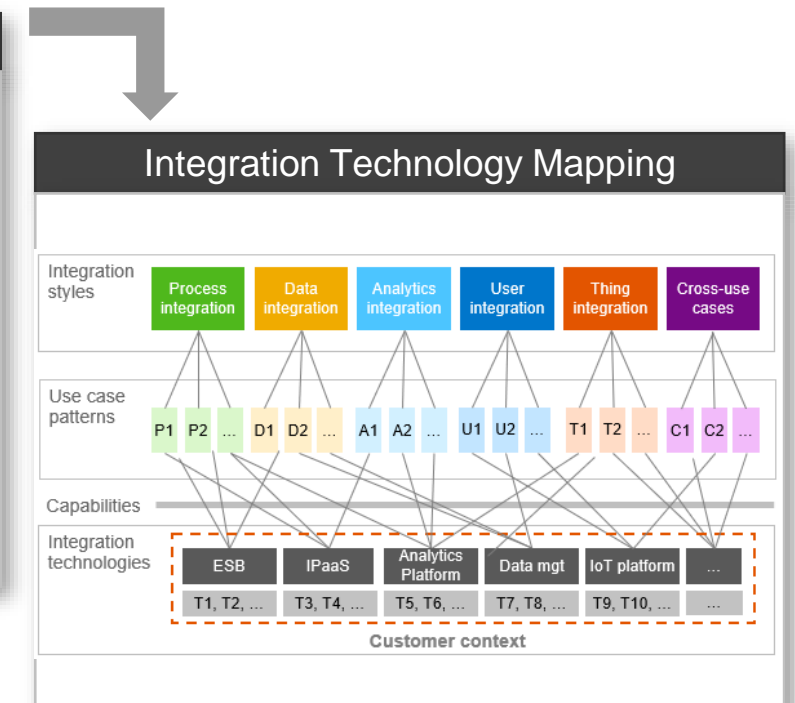 Integration Technology Mapping
Integration
styles
Process
integration
Data
integration
Analytics
integration
User
integration
Thing
integration
Cross-use
cases
Use case
patterns
P1 P2 ... D1 D2 ... A1 A2 ... U1 U2 ... T1 T2 ... C1 C2 ...
Capabilities
Integration
technologies
ESB
IPaaS
Analytics
Platform
Data mgt
IoT platform
...
T1, T2, ...
T3, T4, ...
T5, T6, ...
T7, T8, ...
T9, T10, ...
...
Customer context